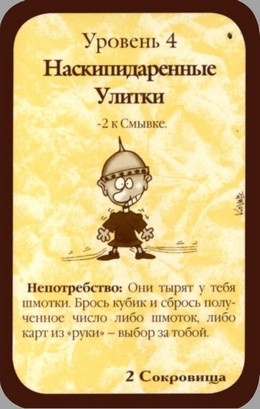 Уровень 4
Наскипидаренные
Улитки
-2 к Смывке.
Непотребство: Они тырят у тебя
шмотки. Брось кубик и сбрось полу-
ченное число либо шмоток, либо
карт из «руки» – выбор за тобой.
2 Сокровища